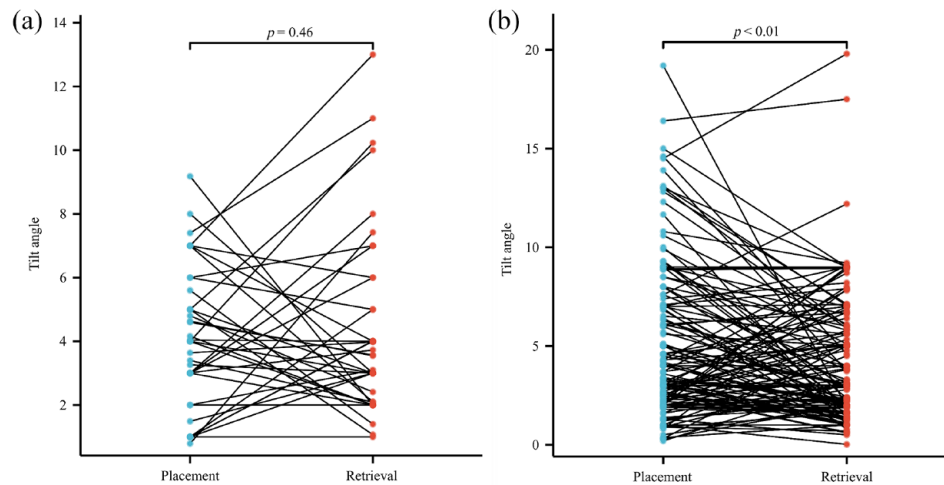 (a)
p = 0.46
14
12
10
8
6
4
2
Tilt angle
Placement Retrieval
(b)
p < 0.01
20
15
10
5
0
Tilt angle
Placement Retrieval